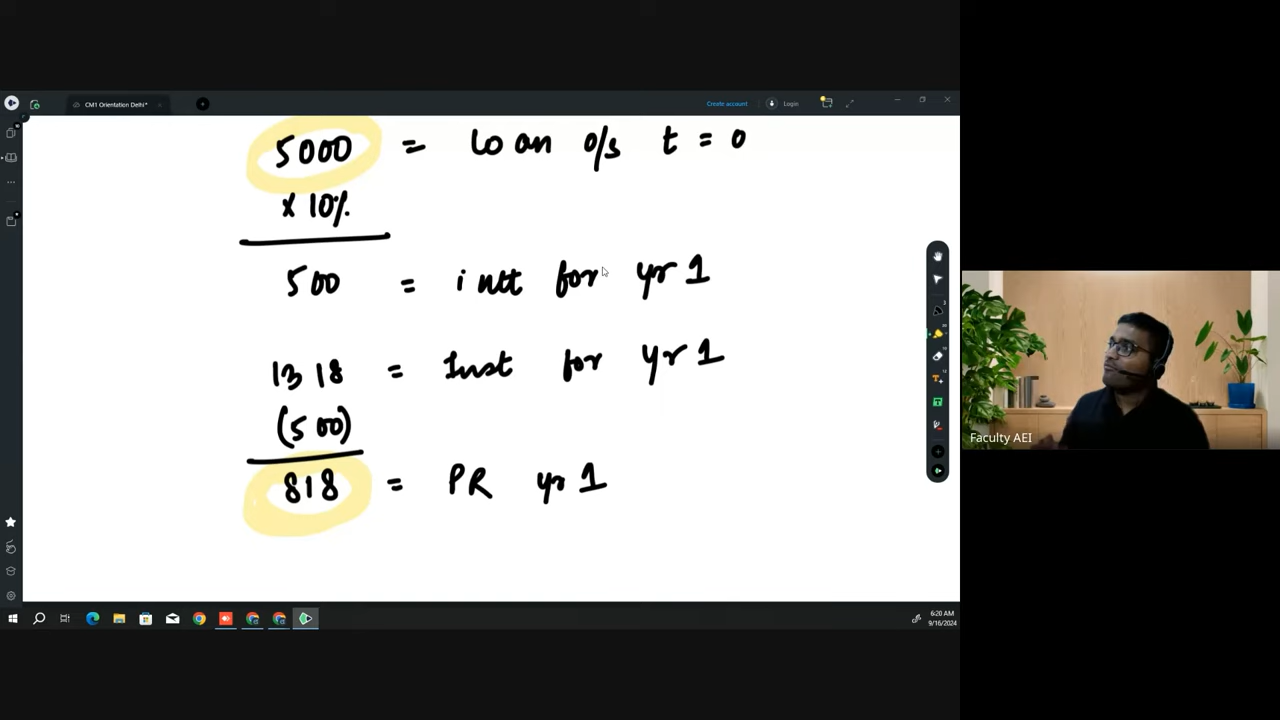 CM1 Orientation Delhi*
Create account
Login
5000 = loan o/s t = 0
x 10%
500 = intt for yr 1
1318 = Inst for yr 1
(500)
818 = PR yr 1
Faculty AEI
6:20 AM
9/16/2024